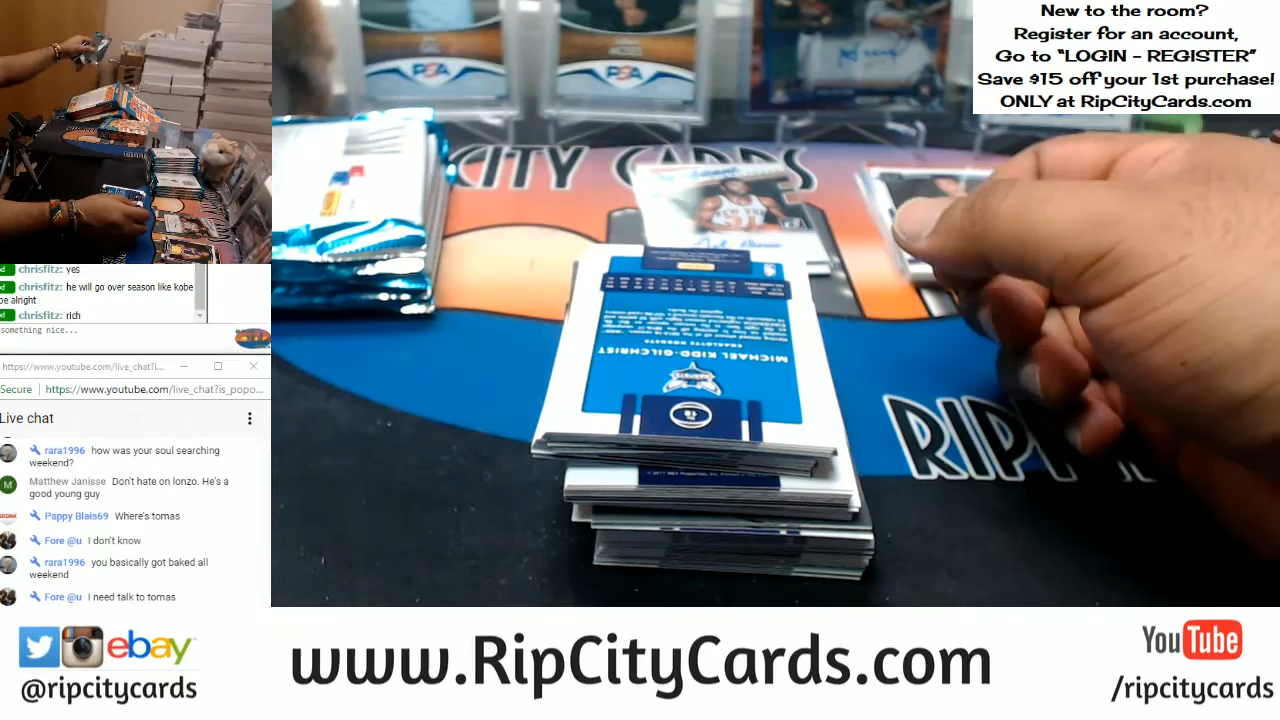 New to the room?
Register for an account,
Go to "LOGIN - REGISTER"
Save $15 off your 1st purchase!
ONLY at RipCityCards.com
PSA
PSA
CITY CARDS
chrisfitz: yes
chrisfitz: he will go over season like kobe
be alright
chrisfitz: rich
something nice...
https://www.youtube.com/live_chat?i...
Secure https://www.youtube.com/live_chat?is_popo...
Live chat
rara1996 how was your soul searching
weekend?
Matthew Janisse Don't hate on lonzo. He's a
good young guy
Pappy Blais69 Where's tomas
Fore @u I don't know
rara1996 you basically got baked all
weekend
Fore @u I need talk to tomas
CHARLOTTE HORNETS
MICHAEL KIDD-GILCHRIST
HORNETS
RIP
ebay
@ripcitycards
www.RipCityCards.com
YouTube
/ripcitycards